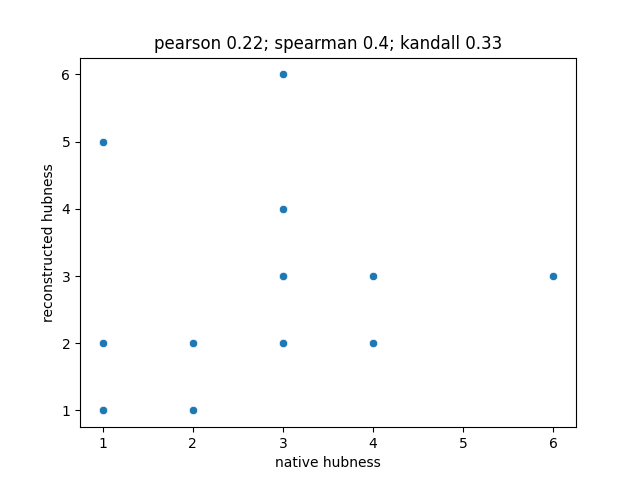 pearson 0.22; spearman 0.4; kandall 0.33
6
5
4
3
2
1
reconstructed hubness
1 2 3 4 5 6
native hubness